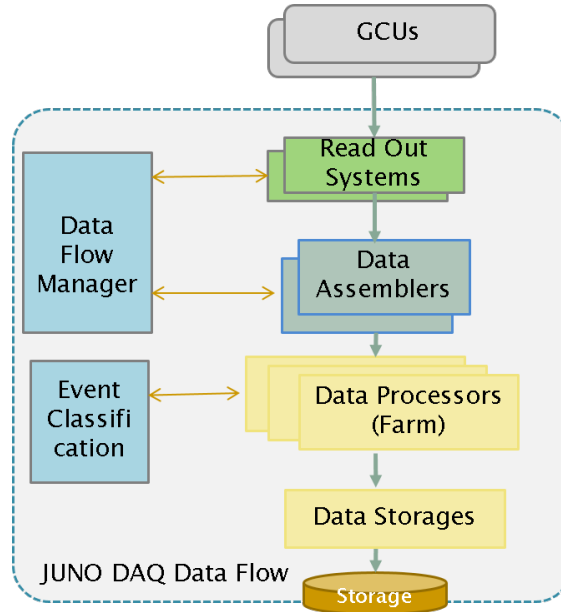 GCUs
Read Out
Systems
Data
Flow
Manager
Data
Assemblers
Event
Classifi
cation
Data Processors
(Farm)
Data Storages
JUNO DAQ Data Flow
Storage